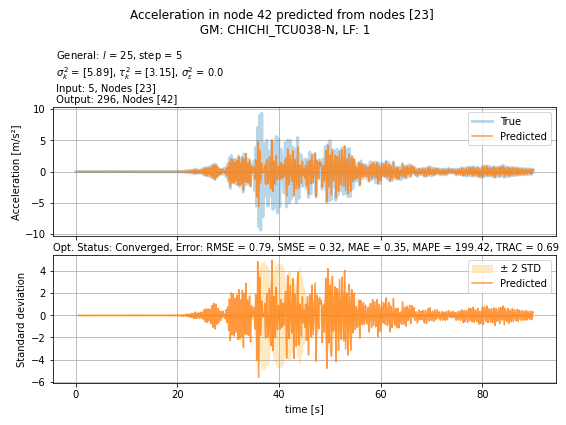 Acceleration in node 42 predicted from nodes [23]
GM: CHICHI_TCU038-N, LF: 1
General: l = 25, step = 5
σ²ₖ = [5.89], τ²ₖ = [3.15], σ²_ε = 0.0
Input: 5, Nodes [23]
Output: 296, Nodes [42]
10
5
0
−5
−10
Acceleration [m/s²]
True
Predicted
Opt. Status: Converged, Error: RMSE = 0.79, SMSE = 0.32, MAE = 0.35, MAPE = 199.42, TRAC = 0.69
4
2
0
−2
−4
−6
Standard deviation
± 2 STD
Predicted
0 20 40 60 80
time [s]